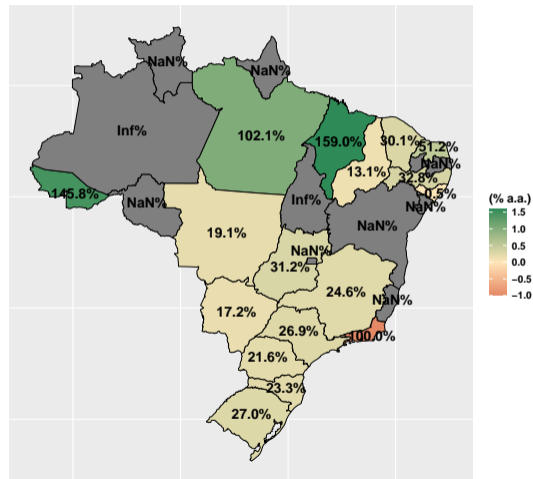 NaN%
NaN%
Inf%
102.1%
159.0%
30.1%
51.2%
NaN%
13.1%
32.8%
-0.5%
145.8%
NaN%
Inf%
NaN%
NaN%
19.1%
NaN%
31.2%
24.6%
NaN%
17.2%
26.9%
-100.0%
21.6%
23.3%
27.0%
(% a.a.)
1.5
1.0
0.5
0.0
−0.5
−1.0